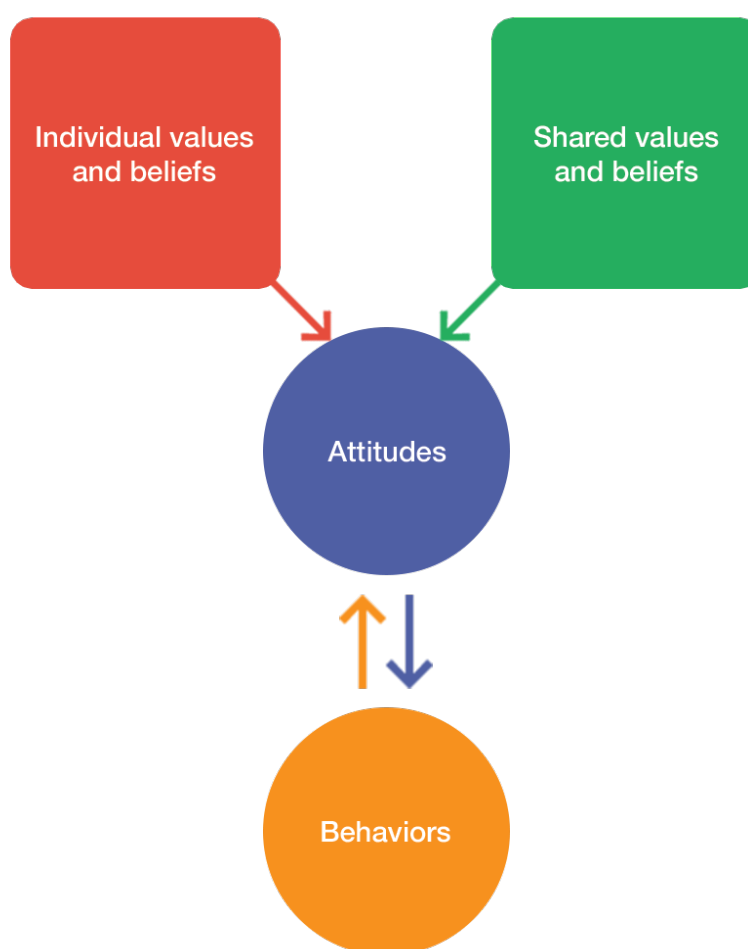 Individual values
and beliefs
Shared values
and beliefs
Attitudes
Behaviors